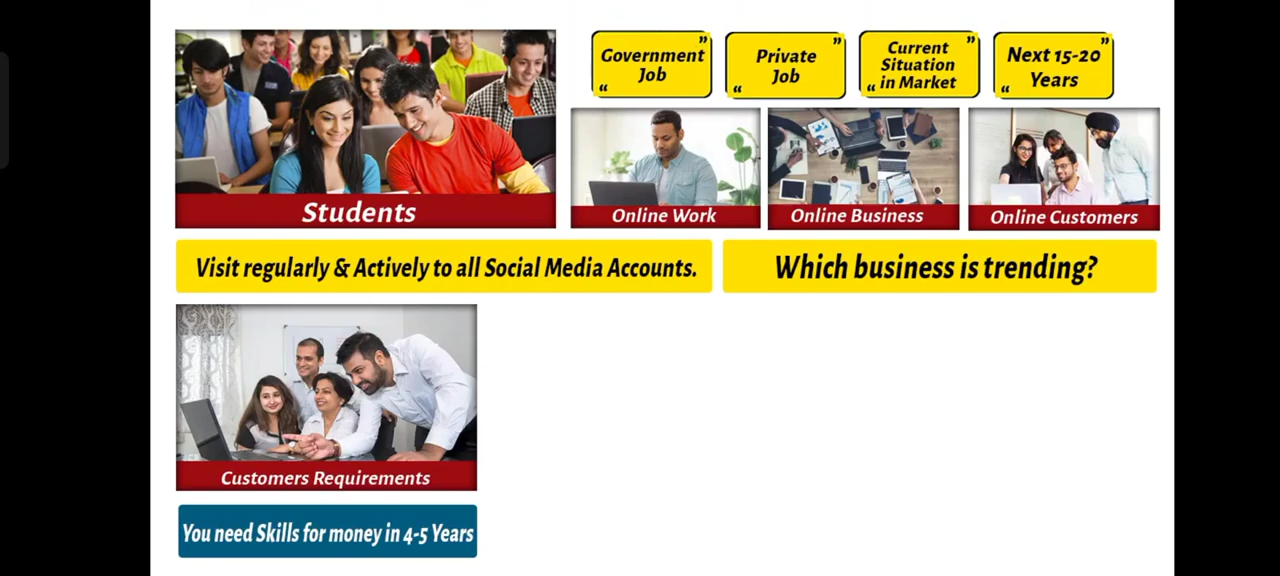 Government
Job
Private
Job
Current
Situation
in Market
Next 15-20
Years
Students
Online Work
Online Business
Online Customers
Visit regularly & Actively to all Social Media Accounts.
Which business is trending?
Customers Requirements
You need Skills for money in 4-5 Years